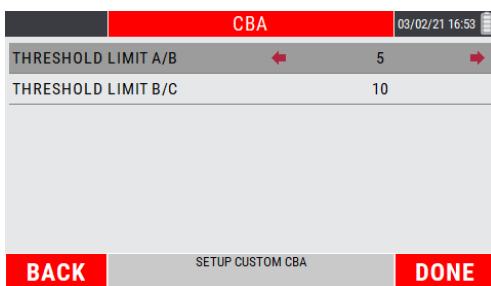 CBA 03/02/21 16:53
THRESHOLD LIMIT A/B 5
THRESHOLD LIMIT B/C 10
BACK SETUP CUSTOM CBA DONE